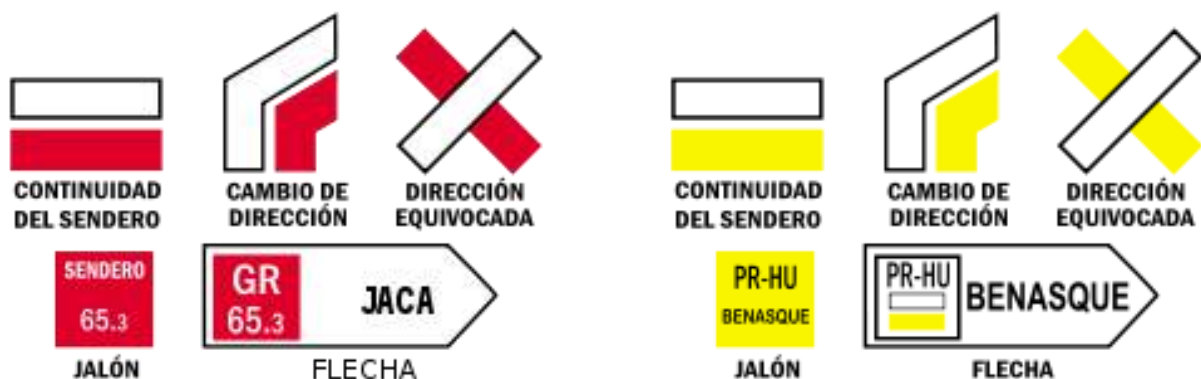 CONTINUIDAD
DEL SENDERO
CAMBIO DE
DIRECCIÓN
DIRECCIÓN
EQUIVOCADA
SENDERO
65.3
JALÓN
GR
65.3
JACA
FLECHA
CONTINUIDAD
DEL SENDERO
CAMBIO DE
DIRECCIÓN
DIRECCIÓN
EQUIVOCADA
PR-HU
BENASQUE
JALÓN
PR-HU
BENASQUE
FLECHA